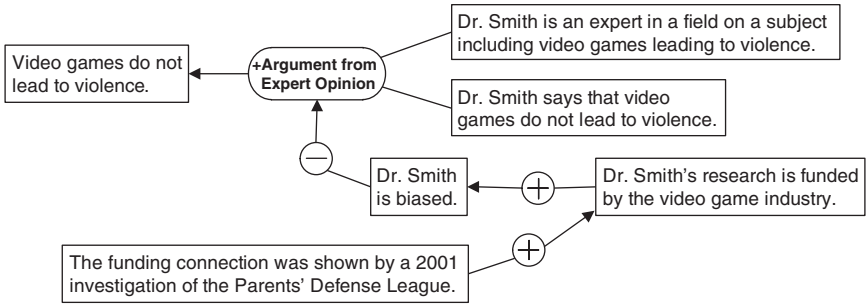 Dr. Smith is an expert in a field on a subject
including video games leading to violence.
Video games do not
lead to violence.
+Argument from
Expert Opinion
Dr. Smith says that video
games do not lead to violence.
−
Dr. Smith
is biased.
+
Dr. Smith’s research is funded
by the video game industry.
+
The funding connection was shown by a 2001
investigation of the Parents’ Defense League.